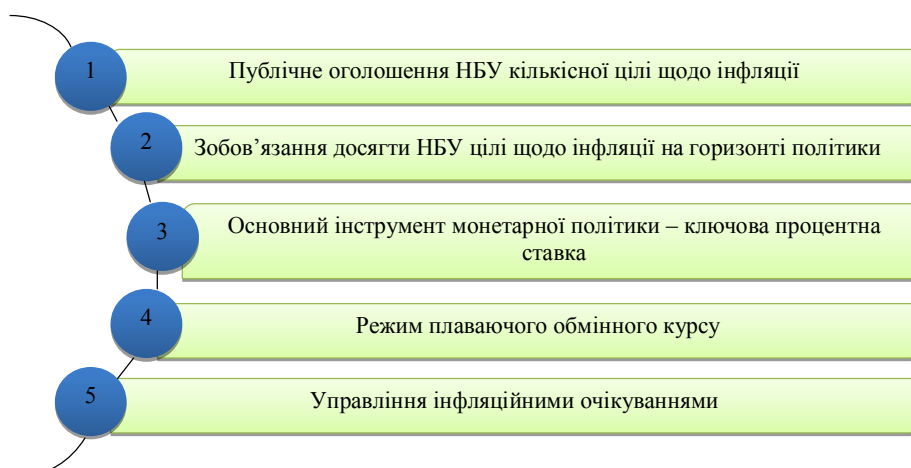 1
Публічне оголошення НБУ кількісної цілі щодо інфляції
2
Зобов’язання досягти НБУ цілі щодо інфляції на горизонті політики
3
Основний інструмент монетарної політики – ключова процентна
ставка
4
Режим плаваючого обмінного курсу
5
Управління інфляційними очікуваннями